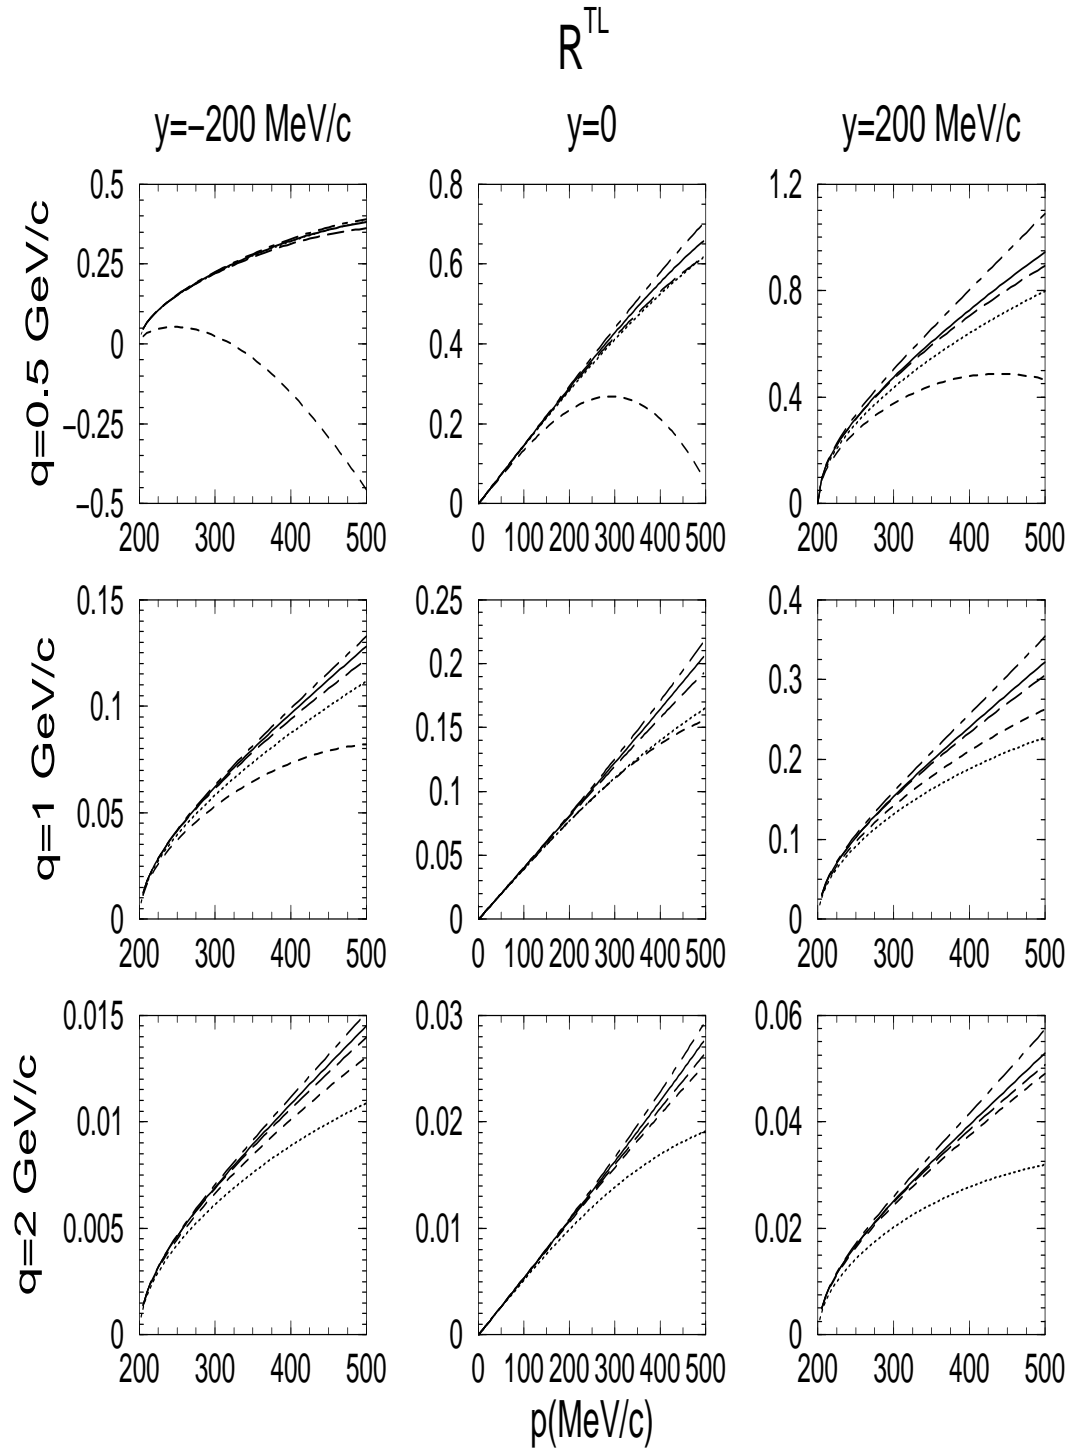 R^TL
y=−200 MeV/c y=0 y=200 MeV/c
q=0.5 GeV/c
0.5 0.25 0 −0.25 −0.5
200 300 400 500
0.8 0.6 0.4 0.2 0
0 100 200 300 400 500
1.2 0.8 0.4 0
200 300 400 500
q=1 GeV/c
0.15 0.1 0.05 0
200 300 400 500
0.25 0.2 0.15 0.1 0.05 0
0 100 200 300 400 500
0.4 0.3 0.2 0.1 0
200 300 400 500
q=2 GeV/c
0.015 0.01 0.005 0
200 300 400 500
0.03 0.02 0.01 0
0 100 200 300 400 500
0.06 0.04 0.02 0
200 300 400 500
p(MeV/c)